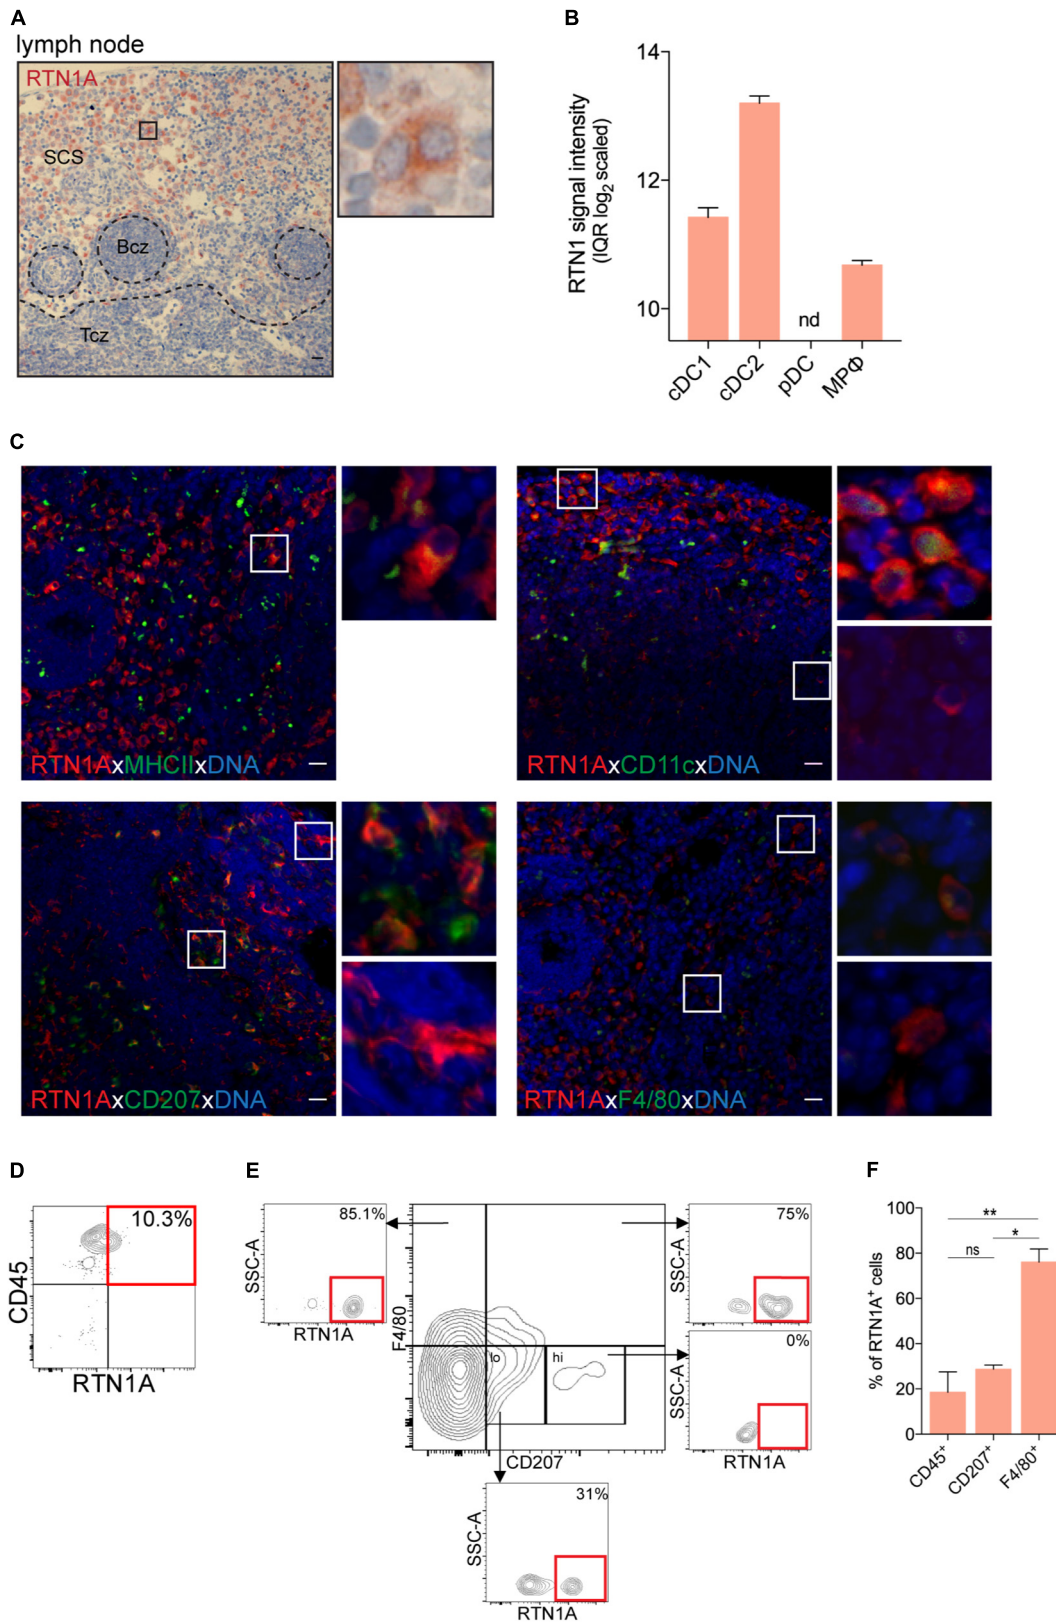 A
lymph node
RTN1A
SCS
Bcz
Tcz
B
RTN1 signal intensity
(IQR log2 scaled)
14
12
10
nd
cDC1
cDC2
pDC
MPΦ
C
RTN1AxMHCIIxDNA
RTN1AxCD11cxDNA
RTN1AxCD207xDNA
RTN1AxF4/80xDNA
D
10.3%
CD45
RTN1A
E
85.1%
SSC-A
RTN1A
F4/80
lo
hi
CD207
75%
SSC-A
RTN1A
0%
SSC-A
RTN1A
31%
SSC-A
RTN1A
F
% of RTN1A+ cells
100
80
60
40
20
0
**
*
ns
CD45+
CD207+
F4/80+